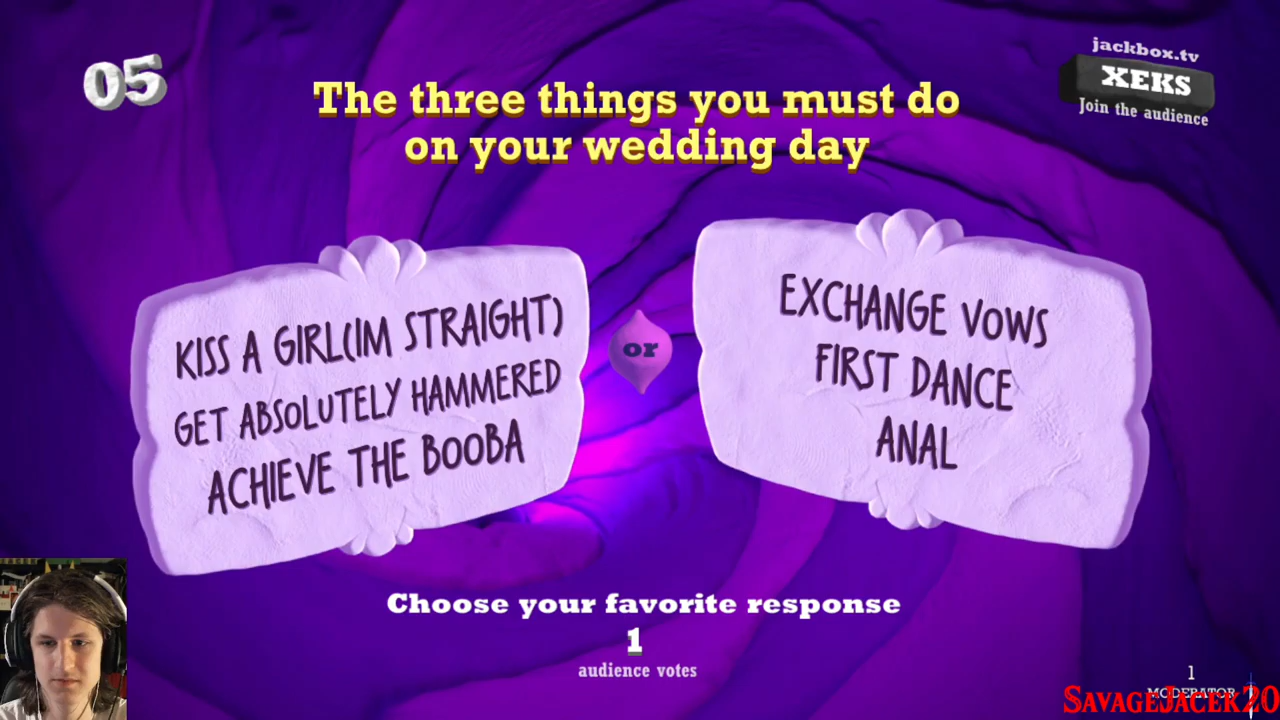 05
jackbox.tv
XEKS
Join the audience
The three things you must do
on your wedding day
KISS A GIRL(IM STRAIGHT)
GET ABSOLUTELY HAMMERED
ACHIEVE THE BOOBA
or
EXCHANGE VOWS
FIRST DANCE
ANAL
Choose your favorite response
1
audience votes
1
MODERATOR
SAVAGEJACEK20